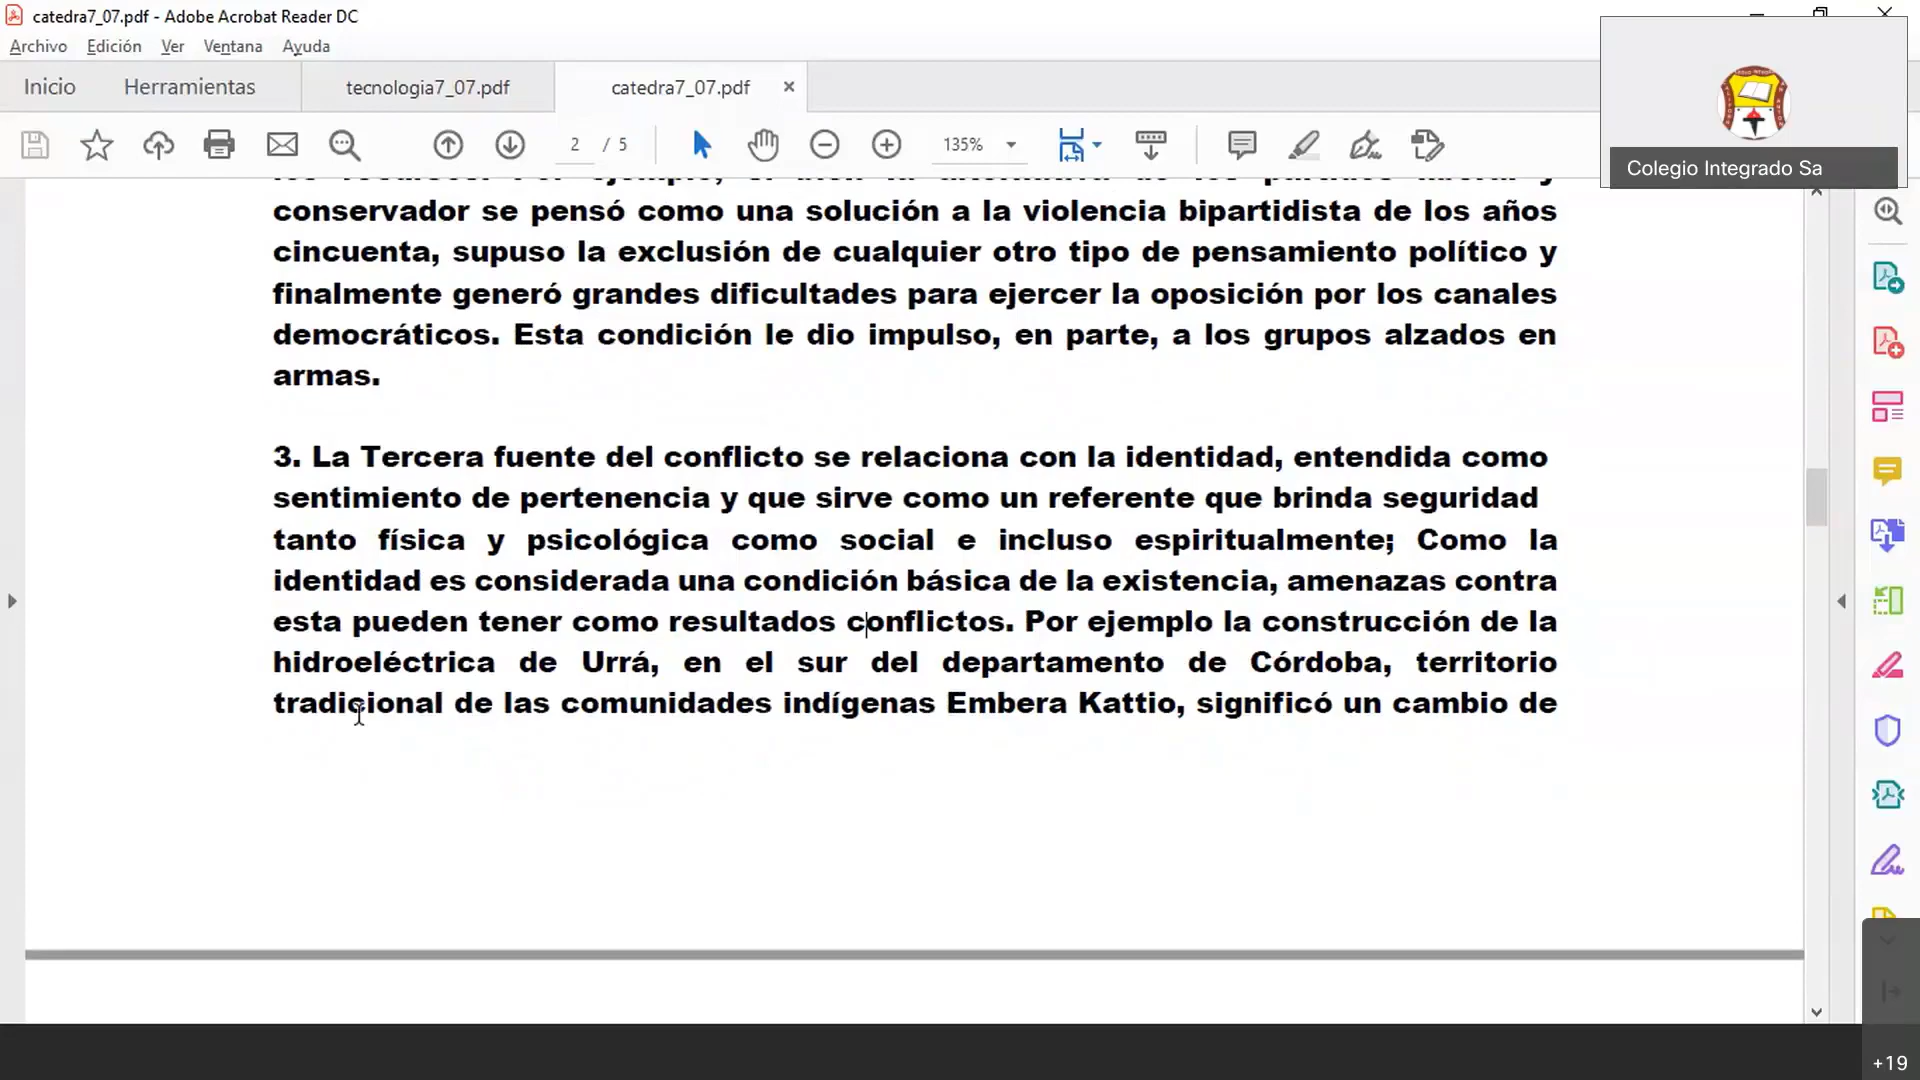 catedra7_07.pdf - Adobe Acrobat Reader DC
Archivo Edición Ver Ventana Ayuda
Inicio Herramientas tecnologia7_07.pdf catedra7_07.pdf
2 / 5 135%
Colegio Integrado Sa
conservador se pensó como una solución a la violencia bipartidista de los años
cincuenta, supuso la exclusión de cualquier otro tipo de pensamiento político y
finalmente generó grandes dificultades para ejercer la oposición por los canales
democráticos. Esta condición le dio impulso, en parte, a los grupos alzados en
armas.
3. La Tercera fuente del conflicto se relaciona con la identidad, entendida como
sentimiento de pertenencia y que sirve como un referente que brinda seguridad
tanto física y psicológica como social e incluso espiritualmente; Como la
identidad es considerada una condición básica de la existencia, amenazas contra
esta pueden tener como resultados conflictos. Por ejemplo la construcción de la
hidroeléctrica de Urrá, en el sur del departamento de Córdoba, territorio
tradicional de las comunidades indígenas Embera Kattio, significó un cambio de
+19